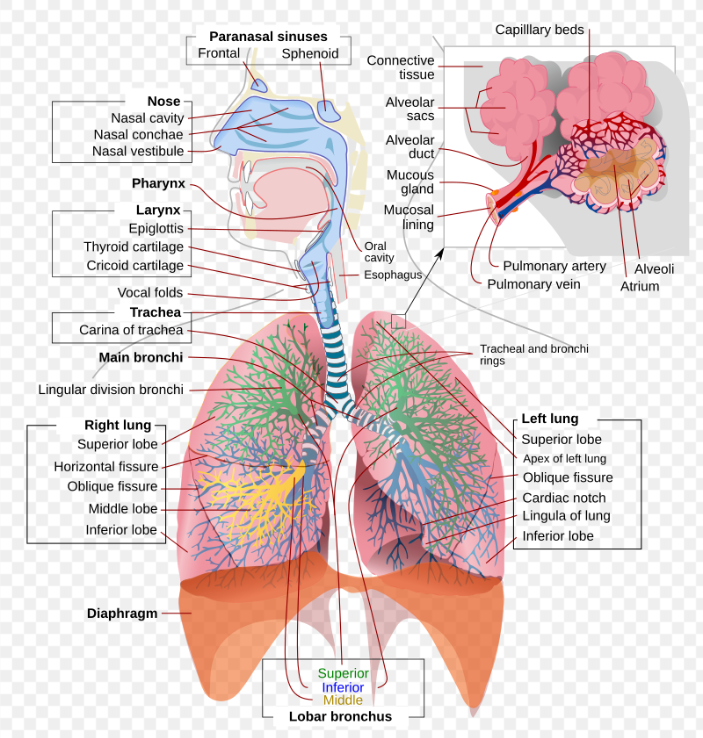 Paranasal sinuses
Frontal
Sphenoid
Nose
Nasal cavity
Nasal conchae
Nasal vestibule
Pharynx
Larynx
Epiglottis
Thyroid cartilage
Cricoid cartilage
Vocal folds
Trachea
Carina of trachea
Main bronchi
Lingular division bronchi
Right lung
Superior lobe
Horizontal fissure
Oblique fissure
Middle lobe
Inferior lobe
Diaphragm
Capilllary beds
Connective
tissue
Alveolar
sacs
Alveolar
duct
Mucous
gland
Mucosal
lining
Pulmonary artery
Pulmonary vein
Alveoli
Atrium
Oral
cavity
Esophagus
Tracheal and bronchi
rings
Left lung
Superior lobe
Apex of left lung
Oblique fissure
Cardiac notch
Lingula of lung
Inferior lobe
Superior
Inferior
Middle
Lobar bronchus